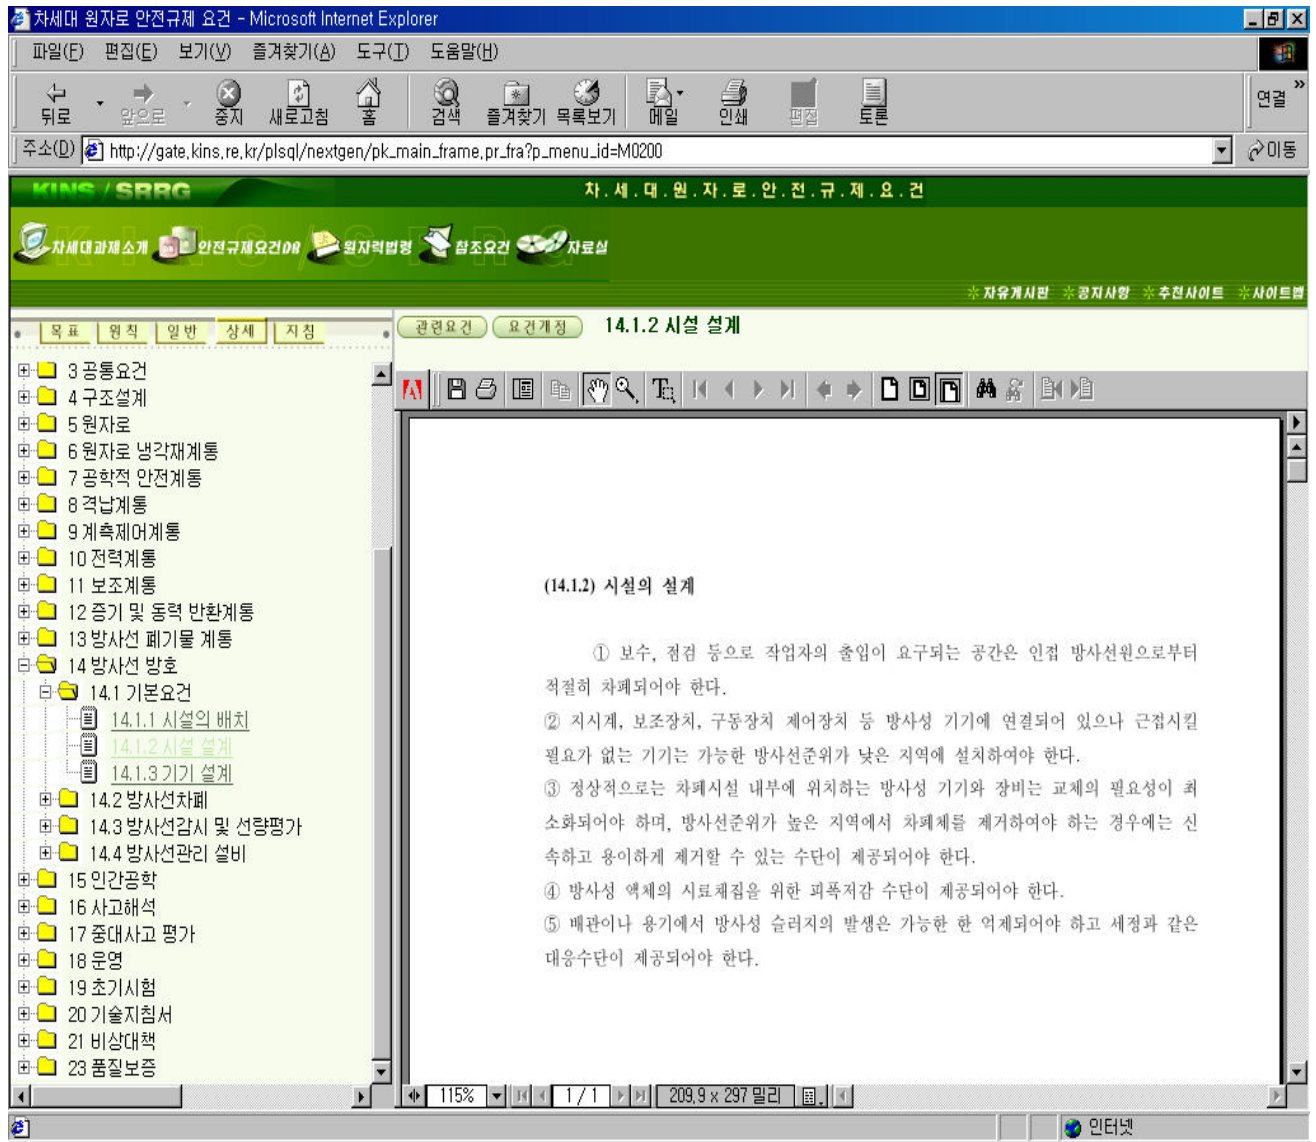 차세대 원자로 안전규제 요건 - Microsoft Internet Explorer
파일(F) 편집(E) 보기(V) 즐겨찾기(A) 도구(T) 도움말(H)
뒤로 앞으로 중지 새로고침 홈 검색 즐겨찾기 목록보기 메일 인쇄 편집 토론 연결 »
주소(D) http://gate.kins.re.kr/plsql/nextgen/pk_main_frame.pr_fra?p_menu_id=M0200 이동
KINS / SRRG 차.세.대.원.자.로.안.전.규.제.요.건
차세대과제소개 안전규제요건DB 원자력법령 참조요건 자료실
자유게시판 공지사항 추천사이트 사이트맵
목표 원칙 일반 상세 지침
관련요건 요건개정 14.1.2 시설 설계
3 공통요건
4 구조설계
5 원자로
6 원자로 냉각재계통
7 공학적 안전계통
8 격납계통
9 계측제어계통
10 전력계통
11 보조계통
12 증기 및 동력 변환계통
13 방사선 폐기물 계통
14 방사선 방호
14.1 기본요건
14.1.1 시설의 배치
14.1.2 시설 설계
14.1.3 기기 설계
14.2 방사선차폐
14.3 방사선감시 및 선량평가
14.4 방사선관리 설비
15 인간공학
16 사고해석
17 중대사고 평가
18 운영
19 초기시험
20 기술지침서
21 비상대책
23 품질보증
(14.1.2) 시설의 설계
① 보수, 점검 등으로 작업자의 출입이 요구되는 공간은 인접 방사선원으로부터
적절히 차폐되어야 한다.
② 지시계, 보조장치, 구동장치 제어장치 등 방사성 기기에 연결되어 있으나 근접시킬
필요가 없는 기기는 가능한 방사선준위가 낮은 지역에 설치하여야 한다.
③ 정상적으로는 차폐시설 내부에 위치하는 방사성 기기와 장비는 교체의 필요성이 최
소화되어야 하며, 방사선준위가 높은 지역에서 차폐체를 제거하여야 하는 경우에는 신
속하고 용이하게 제거할 수 있는 수단이 제공되어야 한다.
④ 방사성 액체의 시료채집을 위한 피폭저감 수단이 제공되어야 한다.
⑤ 배관이나 용기에서 방사성 슬러지의 발생은 가능한 한 억제되어야 하고 세정과 같은
대응수단이 제공되어야 한다.
115% 1 / 1 209.9 x 297 밀리
인터넷